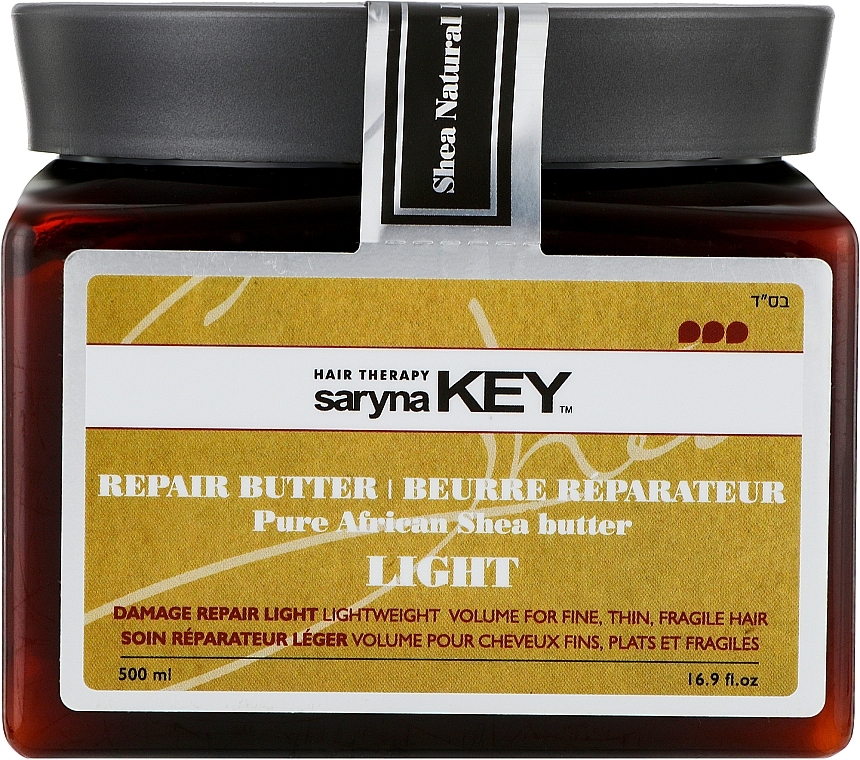 Shea Natural
בס"ד
HAIR THERAPY
saryna KEY™
REPAIR BUTTER | BEURRE RÉPARATEUR
Pure African Shea butter
LIGHT
DAMAGE REPAIR LIGHT LIGHTWEIGHT VOLUME FOR FINE, THIN, FRAGILE HAIR
SOIN RÉPARATEUR LÉGER VOLUME POUR CHEVEUX FINS, PLATS ET FRAGILES
500 ml 16.9 fl.oz